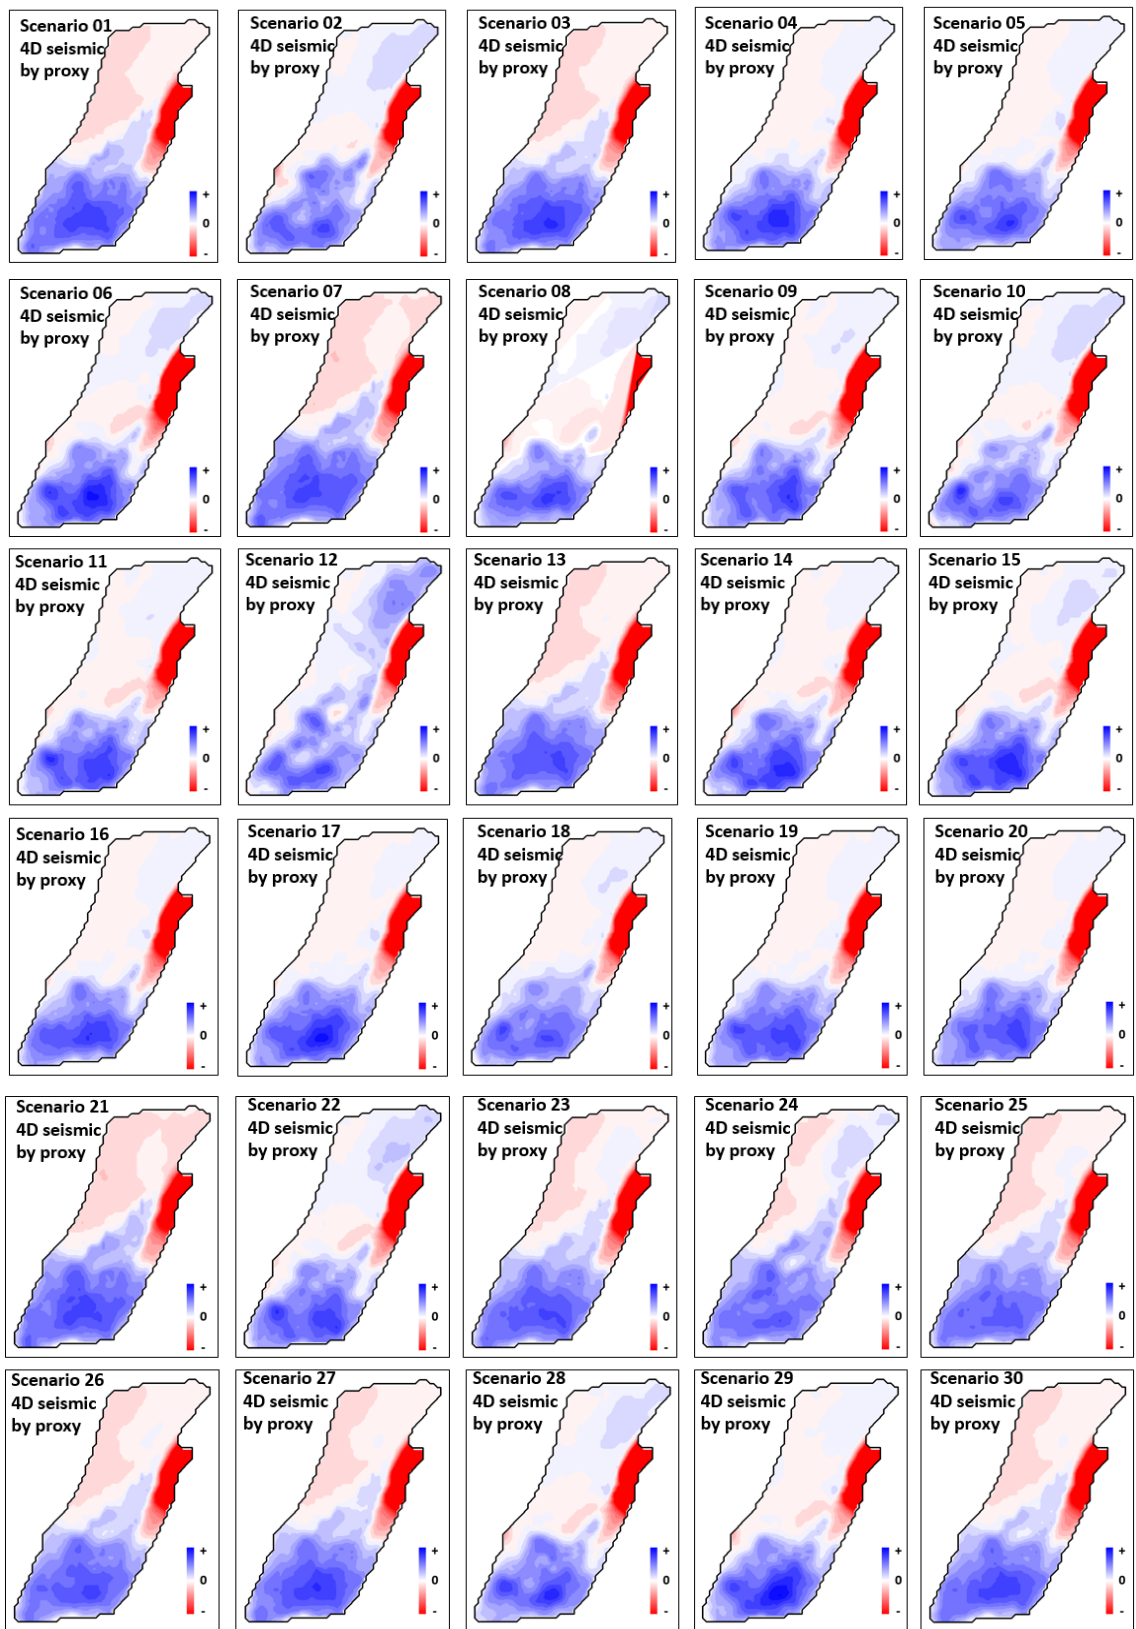 Scenario 01
4D seismic
by proxy
+
0
-
Scenario 02
4D seismic
by proxy
+
0
-
Scenario 03
4D seismic
by proxy
+
0
-
Scenario 04
4D seismic
by proxy
+
0
-
Scenario 05
4D seismic
by proxy
+
0
-
Scenario 06
4D seismic
by proxy
+
0
-
Scenario 07
4D seismic
by proxy
+
0
-
Scenario 08
4D seismic
by proxy
+
0
-
Scenario 09
4D seismic
by proxy
+
0
-
Scenario 10
4D seismic
by proxy
+
0
-
Scenario 11
4D seismic
by proxy
+
0
-
Scenario 12
4D seismic
by proxy
+
0
-
Scenario 13
4D seismic
by proxy
+
0
-
Scenario 14
4D seismic
by proxy
+
0
-
Scenario 15
4D seismic
by proxy
+
0
-
Scenario 16
4D seismic
by proxy
+
0
-
Scenario 17
4D seismic
by proxy
+
0
-
Scenario 18
4D seismic
by proxy
+
0
-
Scenario 19
4D seismic
by proxy
+
0
-
Scenario 20
4D seismic
by proxy
+
0
-
Scenario 21
4D seismic
by proxy
+
0
-
Scenario 22
4D seismic
by proxy
+
0
-
Scenario 23
4D seismic
by proxy
+
0
-
Scenario 24
4D seismic
by proxy
+
0
-
Scenario 25
4D seismic
by proxy
+
0
-
Scenario 26
4D seismic
by proxy
+
0
-
Scenario 27
4D seismic
by proxy
+
0
-
Scenario 28
4D seismic
by proxy
+
0
-
Scenario 29
4D seismic
by proxy
+
0
-
Scenario 30
4D seismic
by proxy
+
0
-